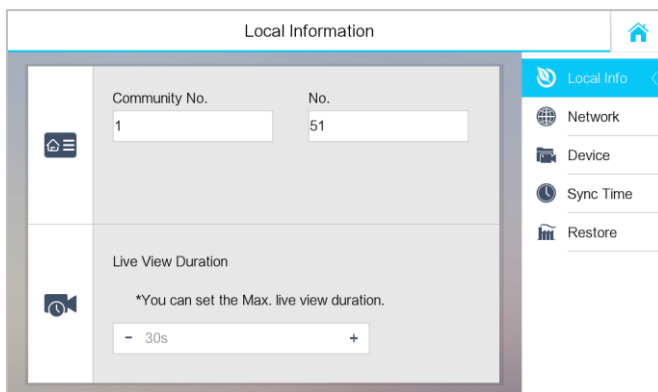 Local Information
Community No.
No.
1
51
Live View Duration
*You can set the Max. live view duration.
- 30s +
Local Info
Network
Device
Sync Time
Restore